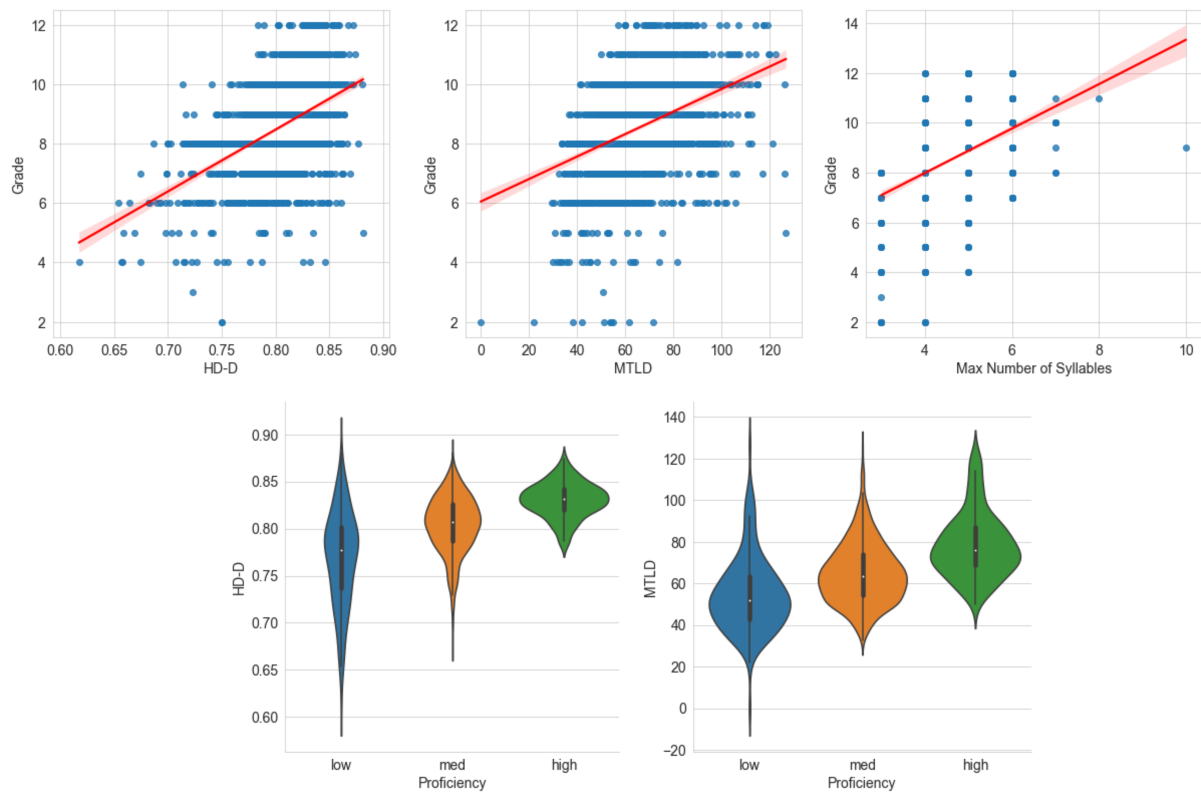 12
10
8
6
4
2
Grade
0.60 0.65 0.70 0.75 0.80 0.85 0.90
HD-D
12
10
8
6
4
2
Grade
0 20 40 60 80 100 120
MTLD
14
12
10
8
6
4
2
Grade
4 6 8 10
Max Number of Syllables
0.90
0.85
0.80
0.75
0.70
0.65
0.60
HD-D
low med high
Proficiency
140
120
100
80
60
40
20
0
−20
MTLD
low med high
Proficiency